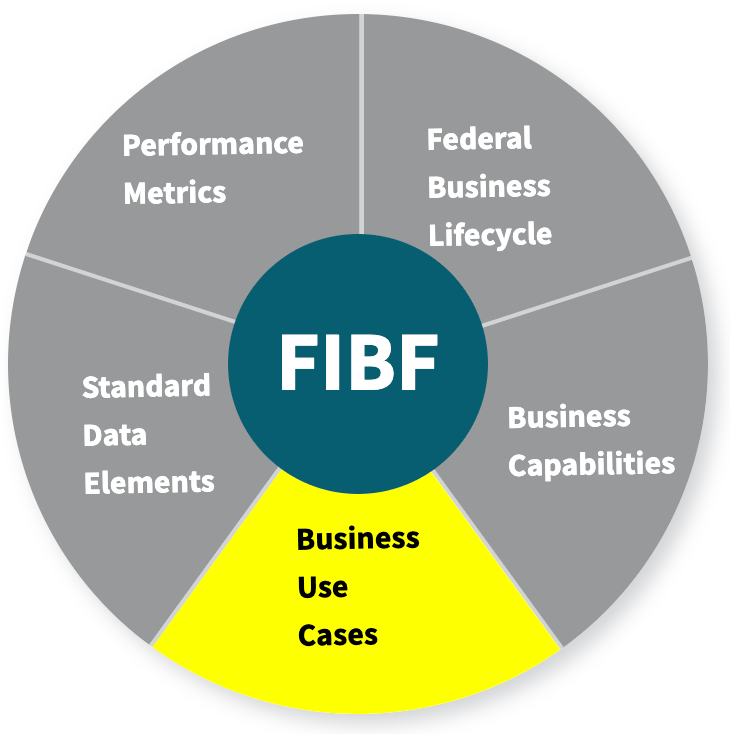 Performance
Metrics
Federal
Business
Lifecycle
FIBF
Standard
Data
Elements
Business
Capabilities
Business
Use
Cases